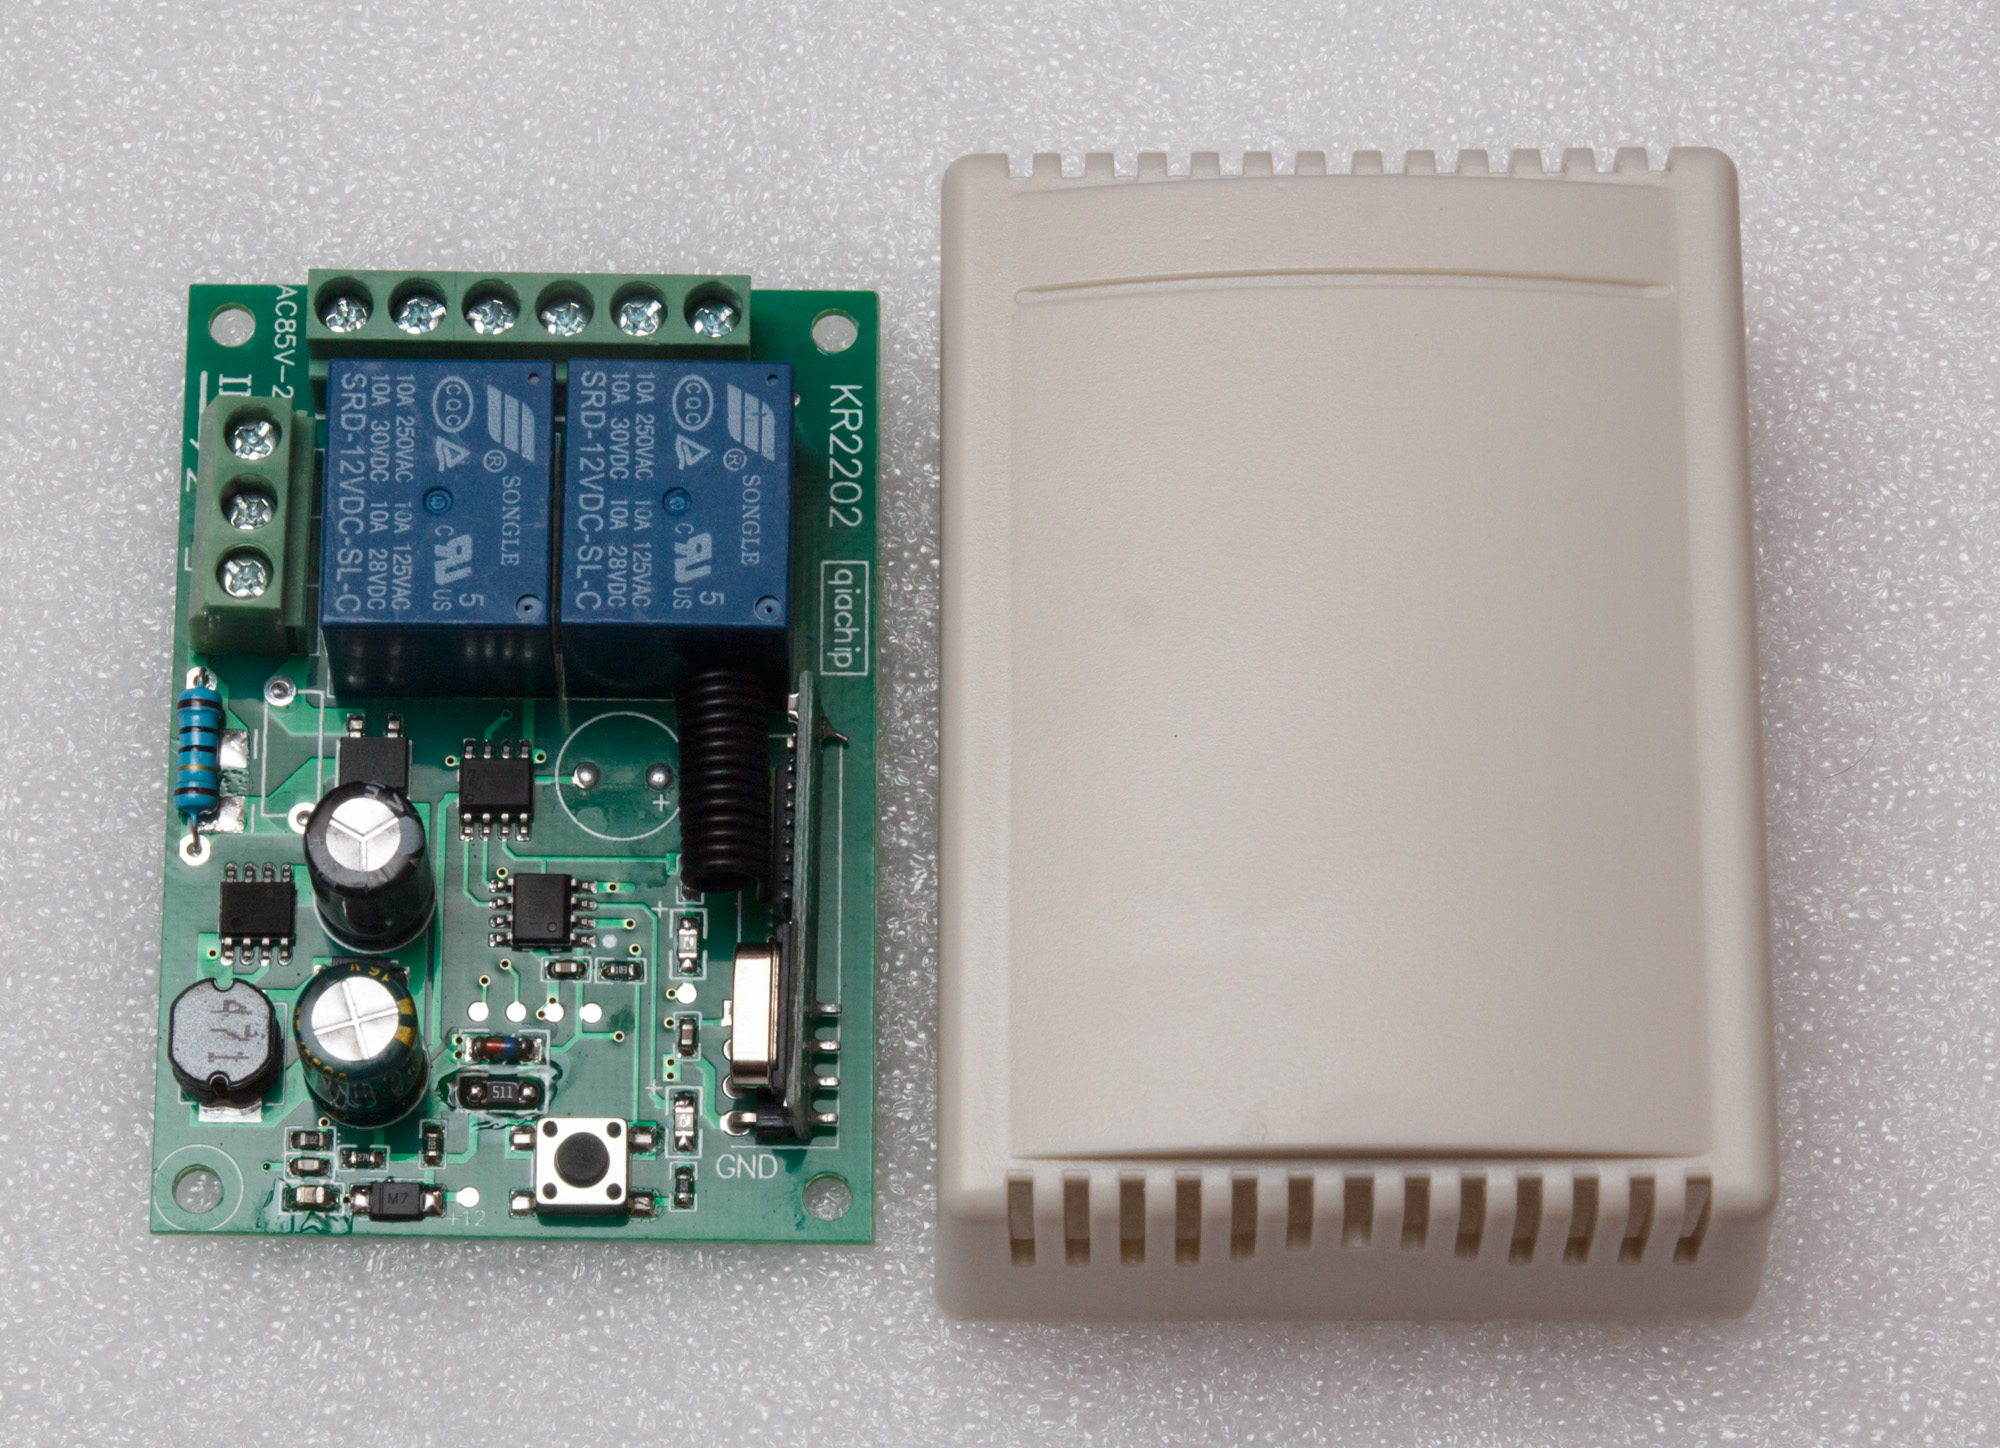 AC85V-2
KR2202
qiachip
SONGLE
5
CQC
R
C
US
10A 250VAC 10A 125VAC
10A 30VDC 10A 28VDC
SRD-12VDC-SL-C
SONGLE
5
CQC
R
C
US
10A 250VAC 10A 125VAC
10A 30VDC 10A 28VDC
SRD-12VDC-SL-C
+
471
16V
511
M7
+12
GND